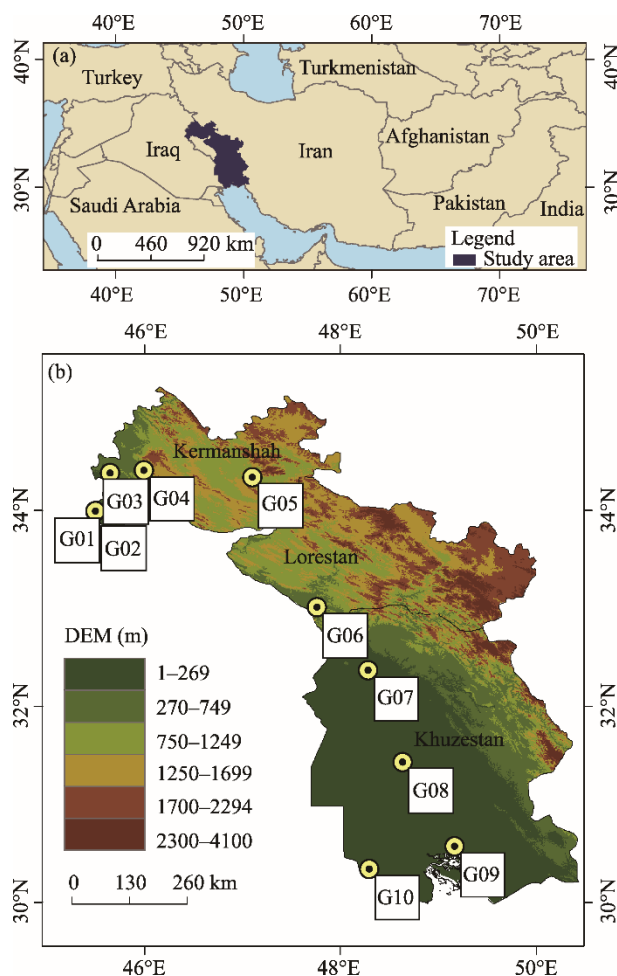 40°E 50°E 60°E 70°E
(a)
40°N 40°N
Turkey Turkmenistan
Afghanistan
Iraq Iran
30°N 30°N
Saudi Arabia Pakistan India
0 460 920 km
Legend
Study area
40°E 50°E 60°E 70°E
46°E 48°E 50°E
(b)
Kermanshah
G03 G04 G05
34°N 34°N
G01 G02
Lorestan
G06
DEM (m)
1–269
270–749
750–1249
1250–1699
1700–2294
2300–4100
G07
32°N 32°N
Khuzestan
G08
0 130 260 km
G09
G10
30°N 30°N
46°E 48°E 50°E